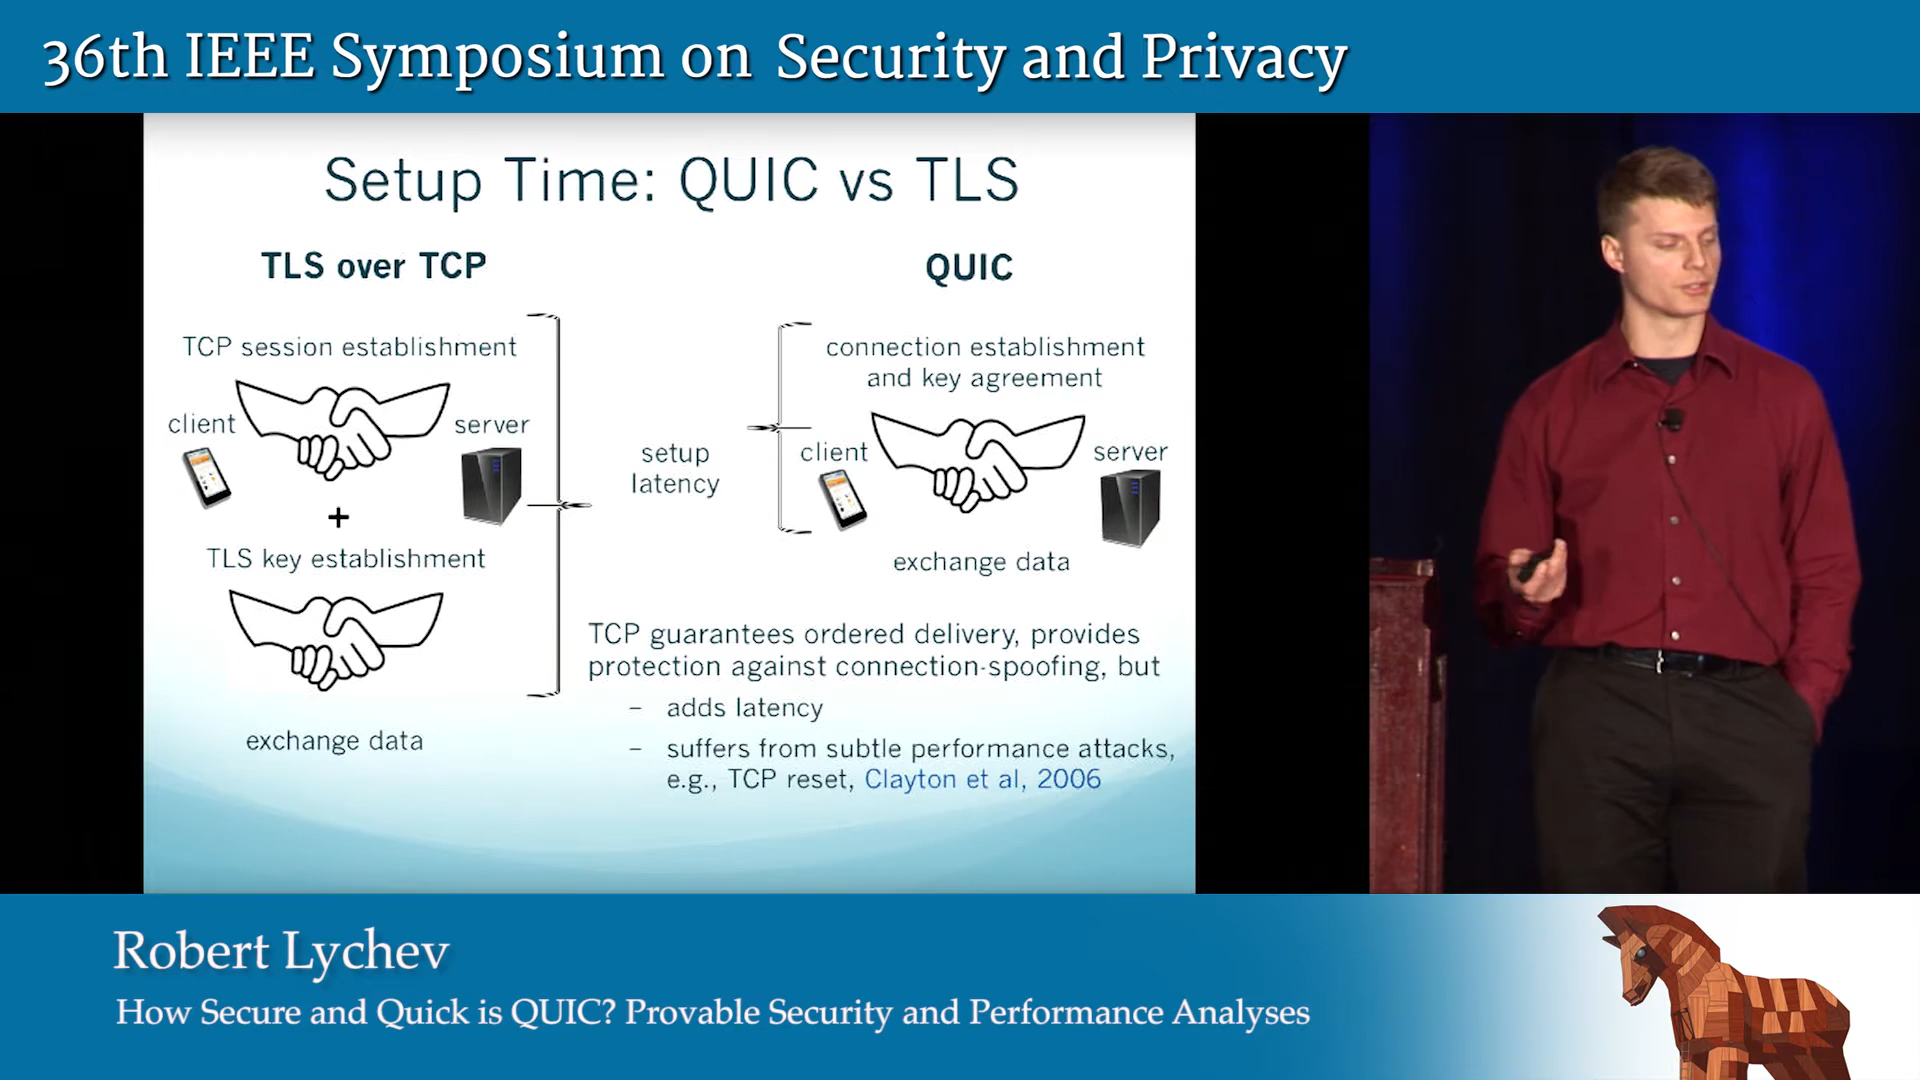 36th IEEE Symposium on Security and Privacy
Setup Time: QUIC vs TLS
TLS over TCP
TCP session establishment
client
server
+
TLS key establishment
exchange data
setup
latency
QUIC
connection establishment
and key agreement
client
server
exchange data
TCP guarantees ordered delivery, provides
protection against connection-spoofing, but
– adds latency
– suffers from subtle performance attacks,
e.g., TCP reset, Clayton et al, 2006
Robert Lychev
How Secure and Quick is QUIC? Provable Security and Performance Analyses